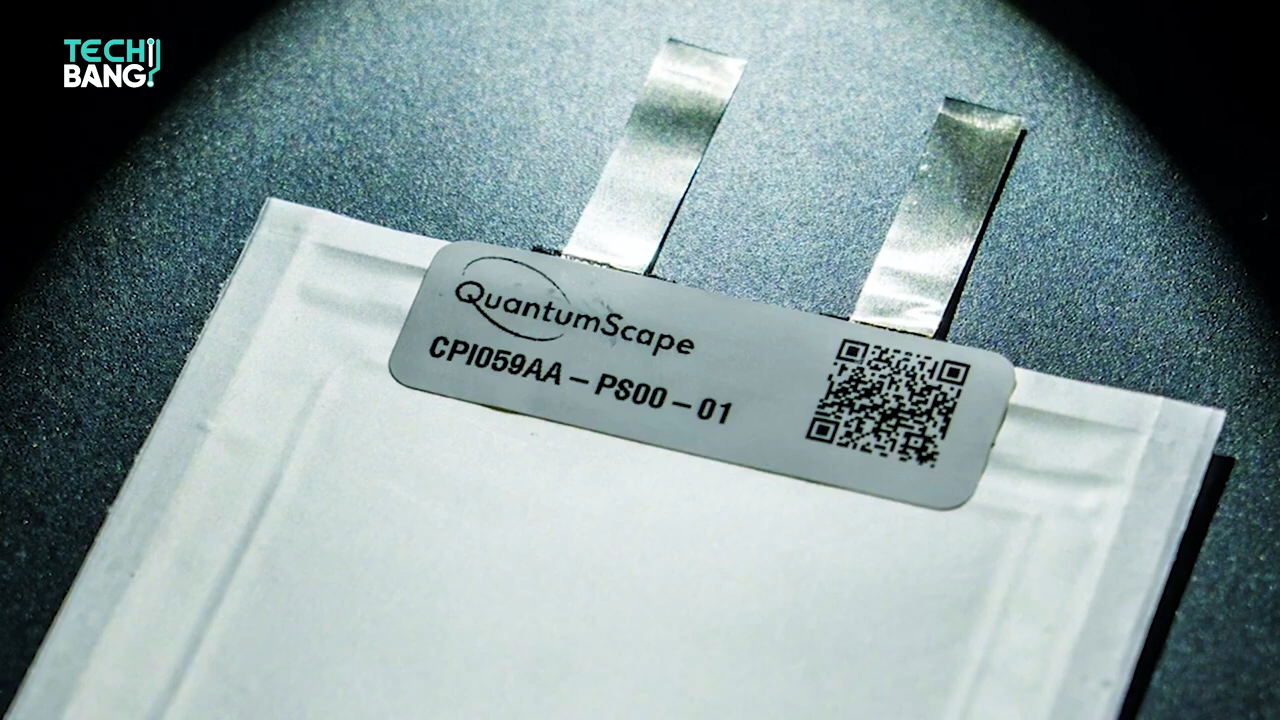 TECH
BANG!
QuantumScape
CPI059AA – PS00 – 01